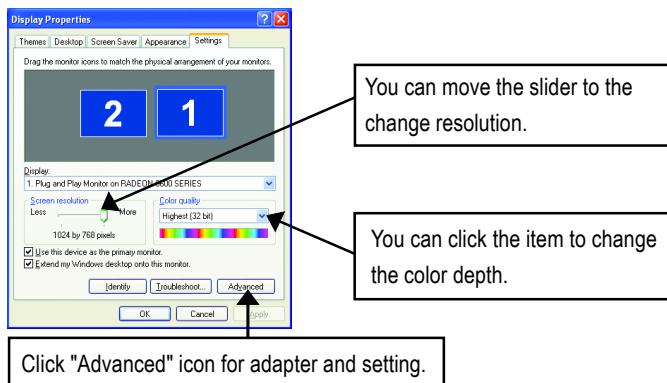 Display Properties
Themes Desktop Screen Saver Appearance Settings
Drag the monitor icons to match the physical arrangement of your monitors.
2 1
Display:
1. Plug and Play Monitor on RADEON 9600 SERIES
Screen resolution
Less More
1024 by 768 pixels
Color quality
Highest (32 bit)
Use this device as the primary monitor.
Extend my Windows desktop onto this monitor.
Identify Troubleshoot... Advanced
OK Cancel Apply
You can move the slider to the
change resolution.
You can click the item to change
the color depth.
Click "Advanced" icon for adapter and setting.